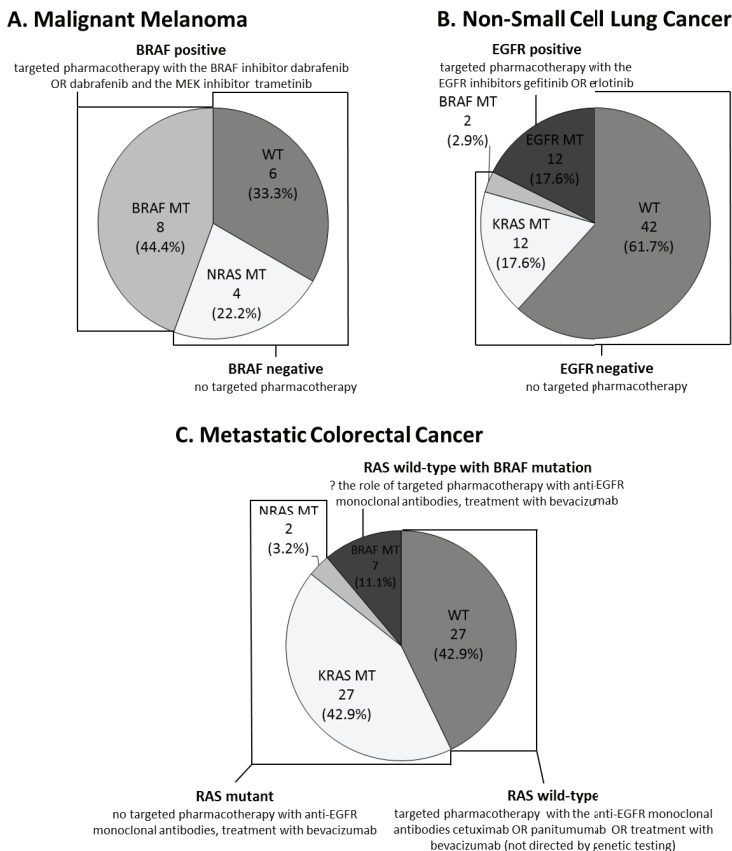 A. Malignant Melanoma
BRAF positive
targeted pharmacotherapy with the BRAF inhibitor dabrafenib
OR dabrafenib and the MEK inhibitor trametinib
WT
6
(33.3%)
BRAF MT
8
(44.4%)
NRAS MT
4
(22.2%)
BRAF negative
no targeted pharmacotherapy
B. Non-Small Cell Lung Cancer
EGFR positive
targeted pharmacotherapy with the
EGFR inhibitors gefitinib OR erlotinib
BRAF MT
2
(2.9%)
EGFR MT
12
(17.6%)
WT
42
(61.7%)
KRAS MT
12
(17.6%)
EGFR negative
no targeted pharmacotherapy
C. Metastatic Colorectal Cancer
RAS wild-type with BRAF mutation
? the role of targeted pharmacotherapy with anti-EGFR
monoclonal antibodies, treatment with bevacizumab
NRAS MT
2
(3.2%)
BRAF MT
7
(11.1%)
WT
27
(42.9%)
KRAS MT
27
(42.9%)
RAS mutant
no targeted pharmacotherapy with anti-EGFR
monoclonal antibodies, treatment with bevacizumab
RAS wild-type
targeted pharmacotherapy with the anti-EGFR monoclonal
antibodies cetuximab OR panitumumab OR treatment with
bevacizumab (not directed by genetic testing)